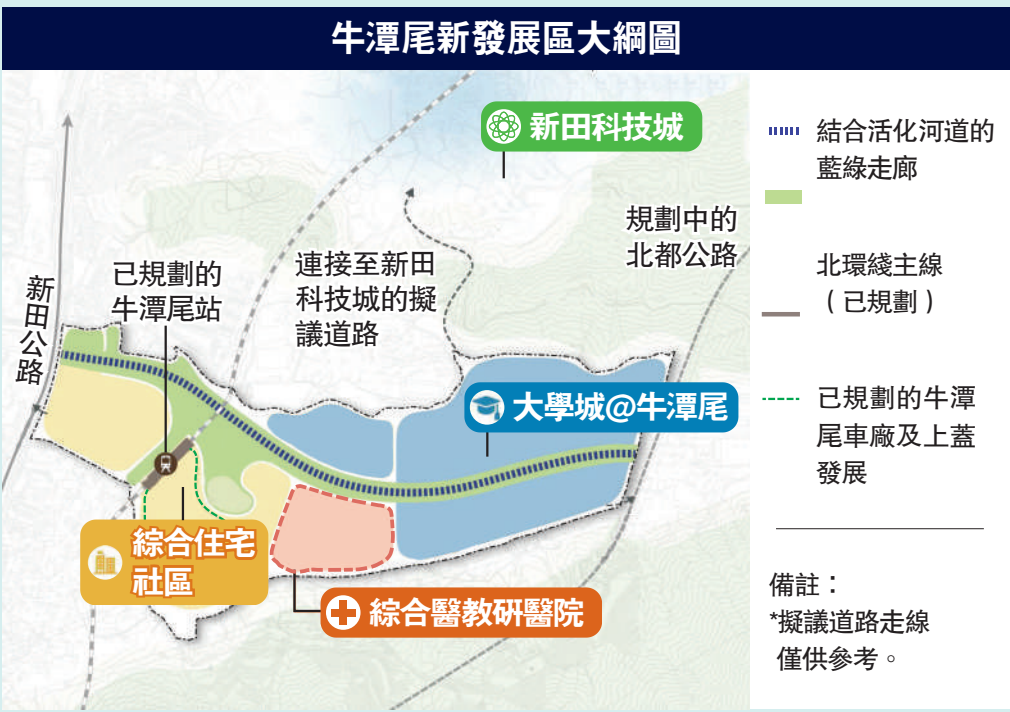 牛潭尾新發展區大綱圖
新田科技城
規劃中的
北都公路
連接至新田
科技城的擬
議道路
已規劃的
牛潭尾站
新田公路
大學城@牛潭尾
綜合住宅
社區
綜合醫教研醫院
結合活化河道的
藍綠走廊
北環綫主線
（已規劃）
已規劃的牛潭
尾車廠及上蓋
發展
備註：
*擬議道路走線
僅供參考。